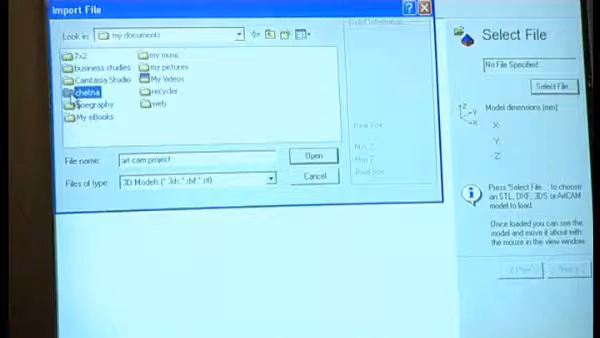 Import File
Look in: my documents
7x2
business studies
Camtasia Studio
chetna
My eBooks
my music
my pictures
My Videos
recycler
web
File name: art cam project
Open
Files of type: 3D Models (*.3ds,*.dxf,*.stl)
Cancel
Max Z
Min Z
Select File
No File Specified
Select File...
Model dimensions (mm)
X:
Y:
Z:
Press 'Select File...' to choose
an STL, DXF, 3DS or ArtCAM
model to load.
Once loaded you can see the
model and move it about with
the mouse in the view window